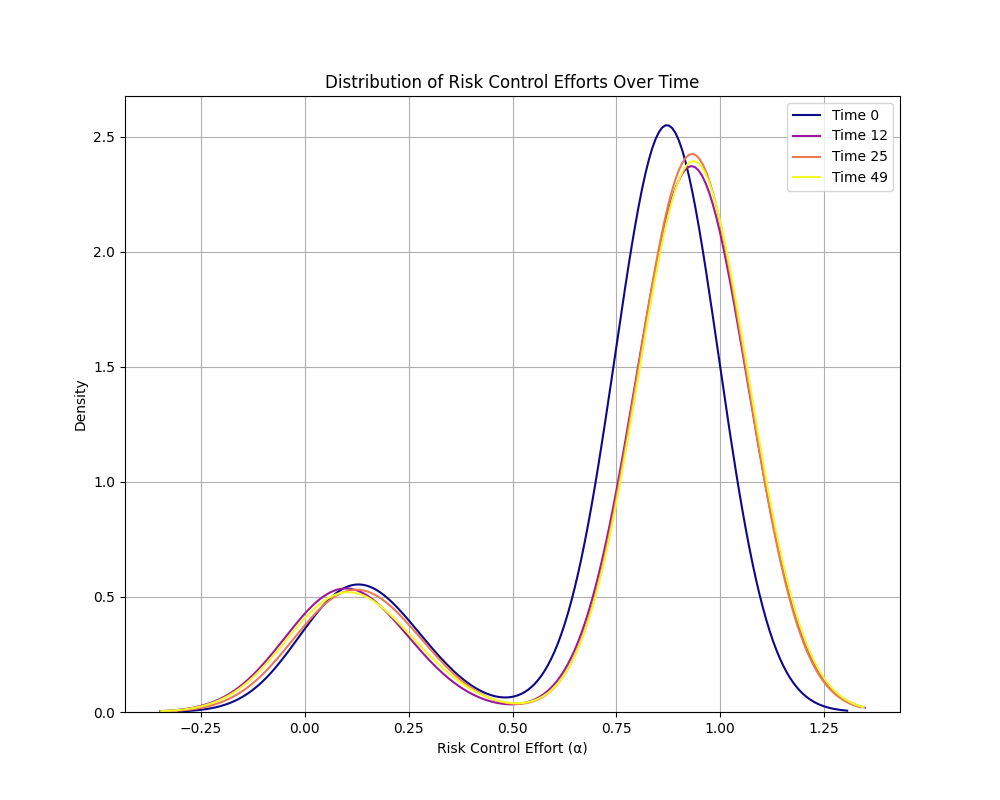 Distribution of Risk Control Efforts Over Time
Time 0
Time 12
Time 25
Time 49
2.5
2.0
1.5
1.0
0.5
0.0
Density
−0.25 0.00 0.25 0.50 0.75 1.00 1.25
Risk Control Effort (α)